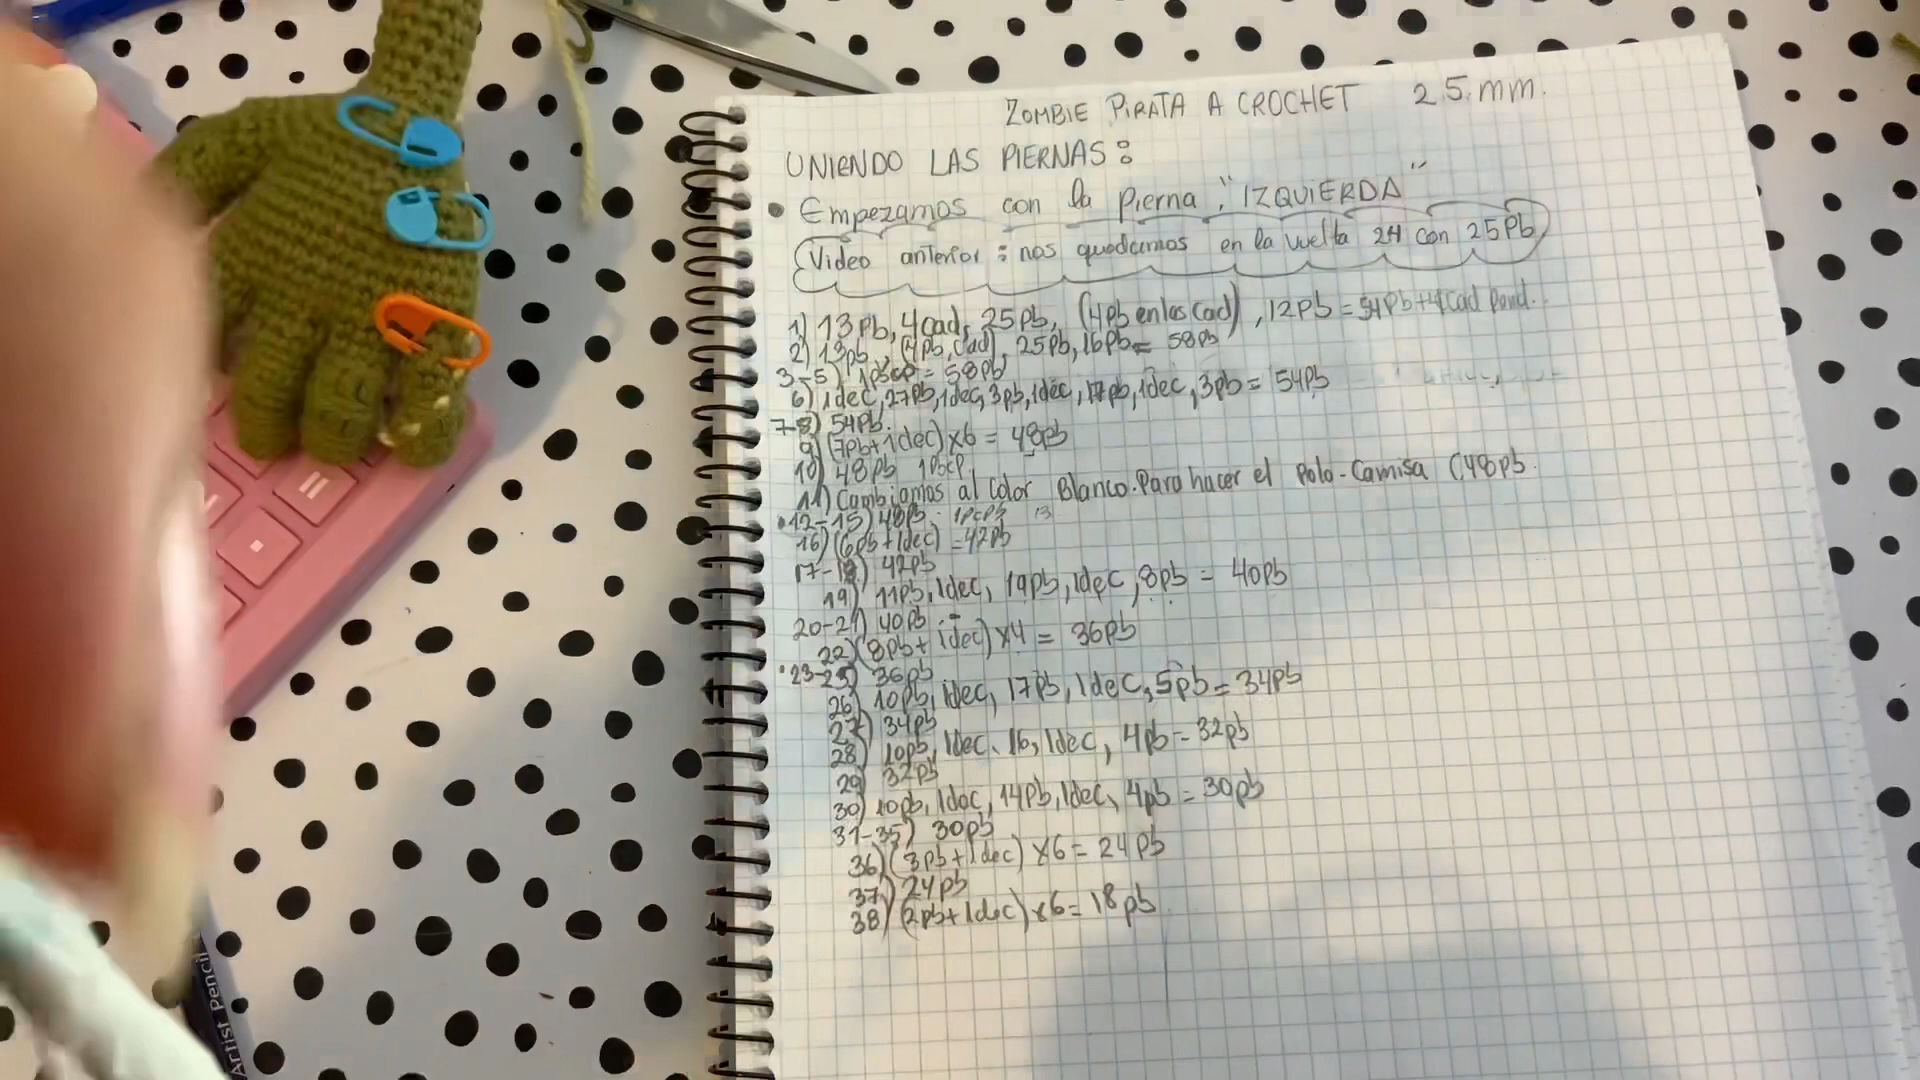 ZOMBIE PIRATA A CROCHET 2.5 mm.
UNIENDO LAS PIERNAS:
• Empezamos con la pierna: "IZQUIERDA"
Video anterior: nos quedamos en la vuelta 24 con 25Pb
1) 13Pb, 4cad, 25pb, (4pb en las Cad), 12Pb = 54Pb+4Cad
2) 13pb, (4pb, Cad), 25pb, 16pb = 58pb
3-5) 1pbcp = 58pb
6) 1dec, 27pb, 1dec, 3pb, 1dec, 17pb, 1dec, 3pb = 54Pb
7-8) 54Pb.
9) (7pb+1dec)x6 = 48pb
10) 48pb 1pbcp
11) Cambiamos al Color Blanco. Para hacer el Polo-Camisa (48pb.
•12-15) 48pb.
16) (6pb+1dec) = 42pb
17-18) 42pb
19) 11pb, 1dec, 19pb, 1dec, 8pb = 40pb
20-21) 40pb
22) (8pb+1dec)x4 = 36pb
•23-25) 36pb
26) 10pb, 1dec, 17pb, 1dec, 5pb = 34pb
27) 34pb
28) 10pb, 1dec, 16, 1dec, 4pb = 32pb
29) 32pb
30) 10pb, 1dec, 14pb, 1dec, 4pb = 30pb
31-35) 30pb
36) (3pb+1dec) x6 = 24pb
37) 24pb
38) (2pb+1dec) x6 = 18pb
Artist Pencil